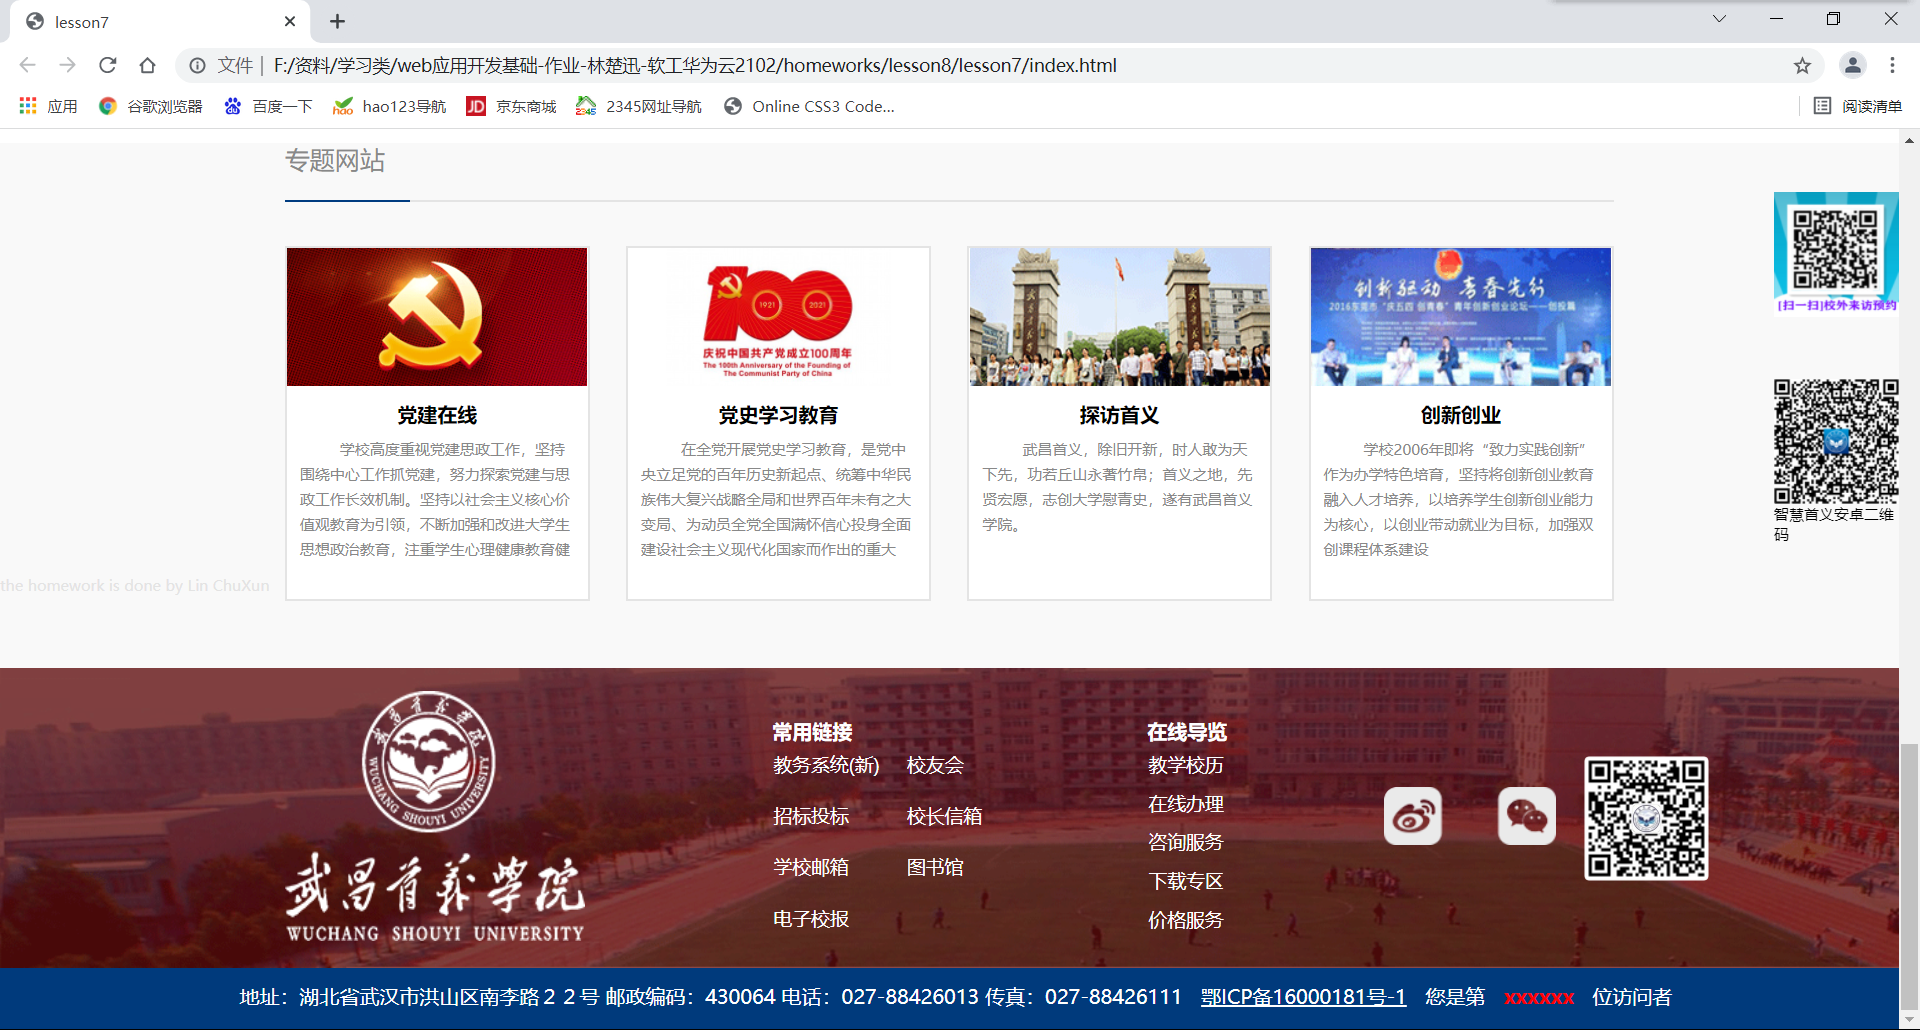 lesson7
文件 | F:/资料/学习类/web应用开发基础-作业-林楚迅-软工华为云2102/homeworks/lesson8/lesson7/index.html
应用 谷歌浏览器 百度一下 hao123导航 京东商城 2345网址导航 Online CSS3 Code... 阅读清单
专题网站
[扫一扫]校外来访预约
1921 2021
庆祝中国共产党成立100周年
The 100th Anniversary of the Founding of
The Communist Party of China
创新驱动 青春先行
党建在线
学校高度重视党建思政工作，坚持
围绕中心工作抓党建，努力探索党建与思
政工作长效机制。坚持以社会主义核心价
值观教育为引领，不断加强和改进大学生
思想政治教育，注重学生心理健康教育健
党史学习教育
在全党开展党史学习教育，是党中
央立足党的百年历史新起点、统筹中华民
族伟大复兴战略全局和世界百年未有之大
变局、为动员全党全国满怀信心投身全面
建设社会主义现代化国家而作出的重大
探访首义
武昌首义，除旧开新，时人敢为天
下先，功若丘山永著竹帛；首义之地，先
贤宏愿，志创大学慰青史，遂有武昌首义
学院。
创新创业
学校2006年即将“致力实践创新”
作为办学特色培育，坚持将创新创业教育
融入人才培养，以培养学生创新创业能力
为核心，以创业带动就业为目标，加强双
创课程体系建设
智慧首义安卓二维
码
the homework is done by Lin ChuXun
武昌首义学院
WUCHANG SHOUYI UNIVERSITY
武昌首义学院
WUCHANG SHOUYI UNIVERSITY
常用链接
教务系统(新) 校友会
招标投标 校长信箱
学校邮箱 图书馆
电子校报
在线导览
教学校历
在线办理
咨询服务
下载专区
价格服务
地址：湖北省武汉市洪山区南李路２２号 邮政编码：430064 电话：027-88426013 传真：027-88426111 鄂ICP备16000181号-1 您是第 xxxxxx 位访问者